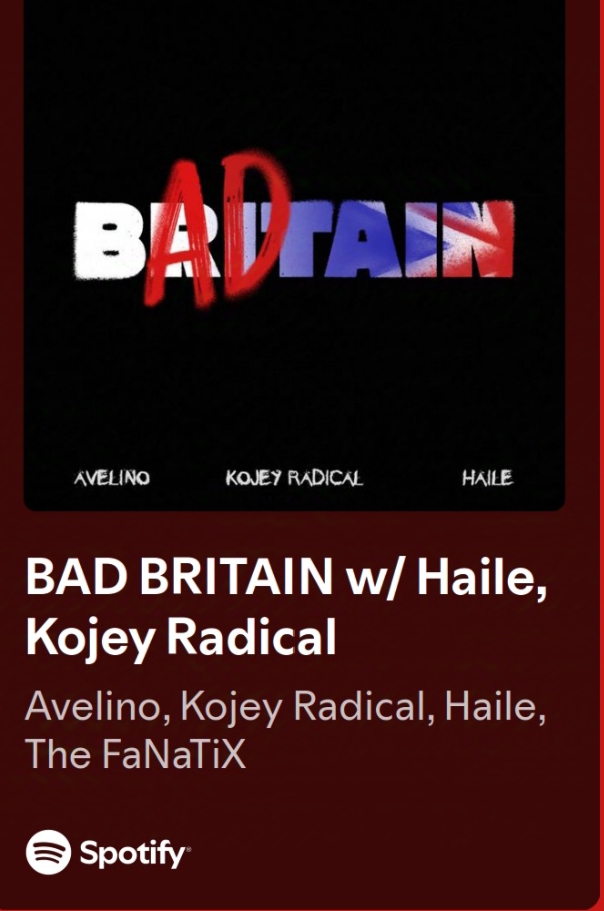 BRITAIN
AD
AVELINO KOJEY RADICAL HAILE
BAD BRITAIN w/ Haile,
Kojey Radical
Avelino, Kojey Radical, Haile,
The FaNaTiX
Spotify